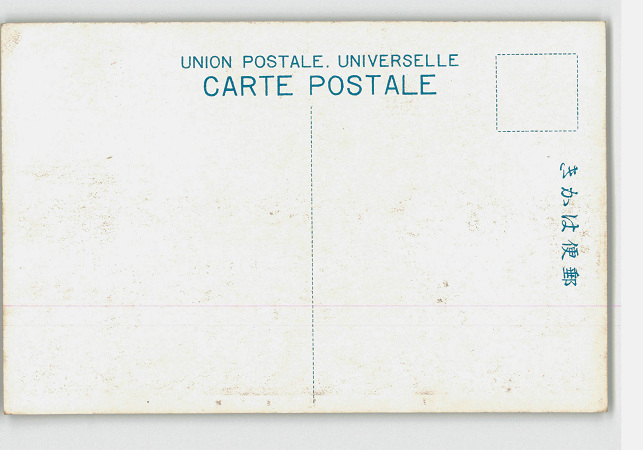 UNION POSTALE. UNIVERSELLE
CARTE POSTALE
郵便はかき